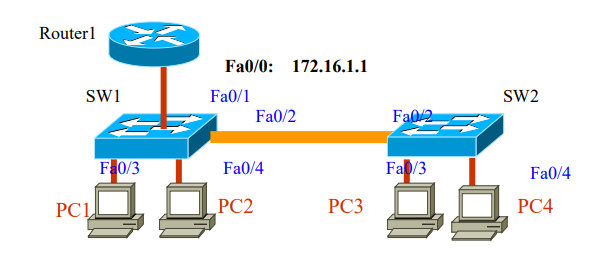 Router1
Fa0/0: 172.16.1.1
SW1
Fa0/1
SW2
Fa0/2
Fa0/2
Fa0/3
Fa0/4
Fa0/3
Fa0/4
PC1
PC2
PC3
PC4